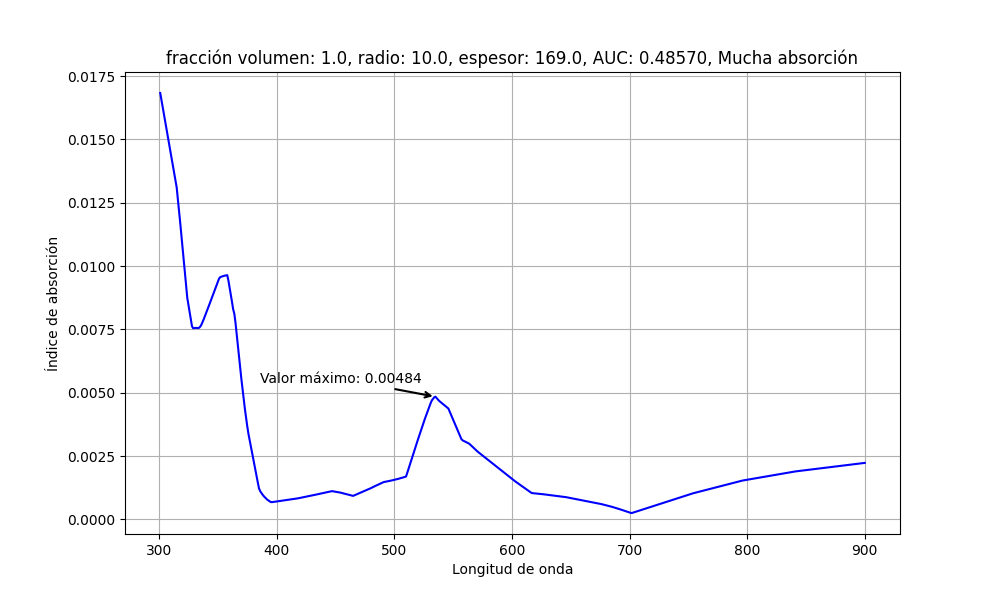 fracción volumen: 1.0, radio: 10.0, espesor: 169.0, AUC: 0.48570, Mucha absorción
0.0175
0.0150
0.0125
0.0100
0.0075
0.0050
0.0025
0.0000
Índice de absorción
Valor máximo: 0.00484
300 400 500 600 700 800 900
Longitud de onda